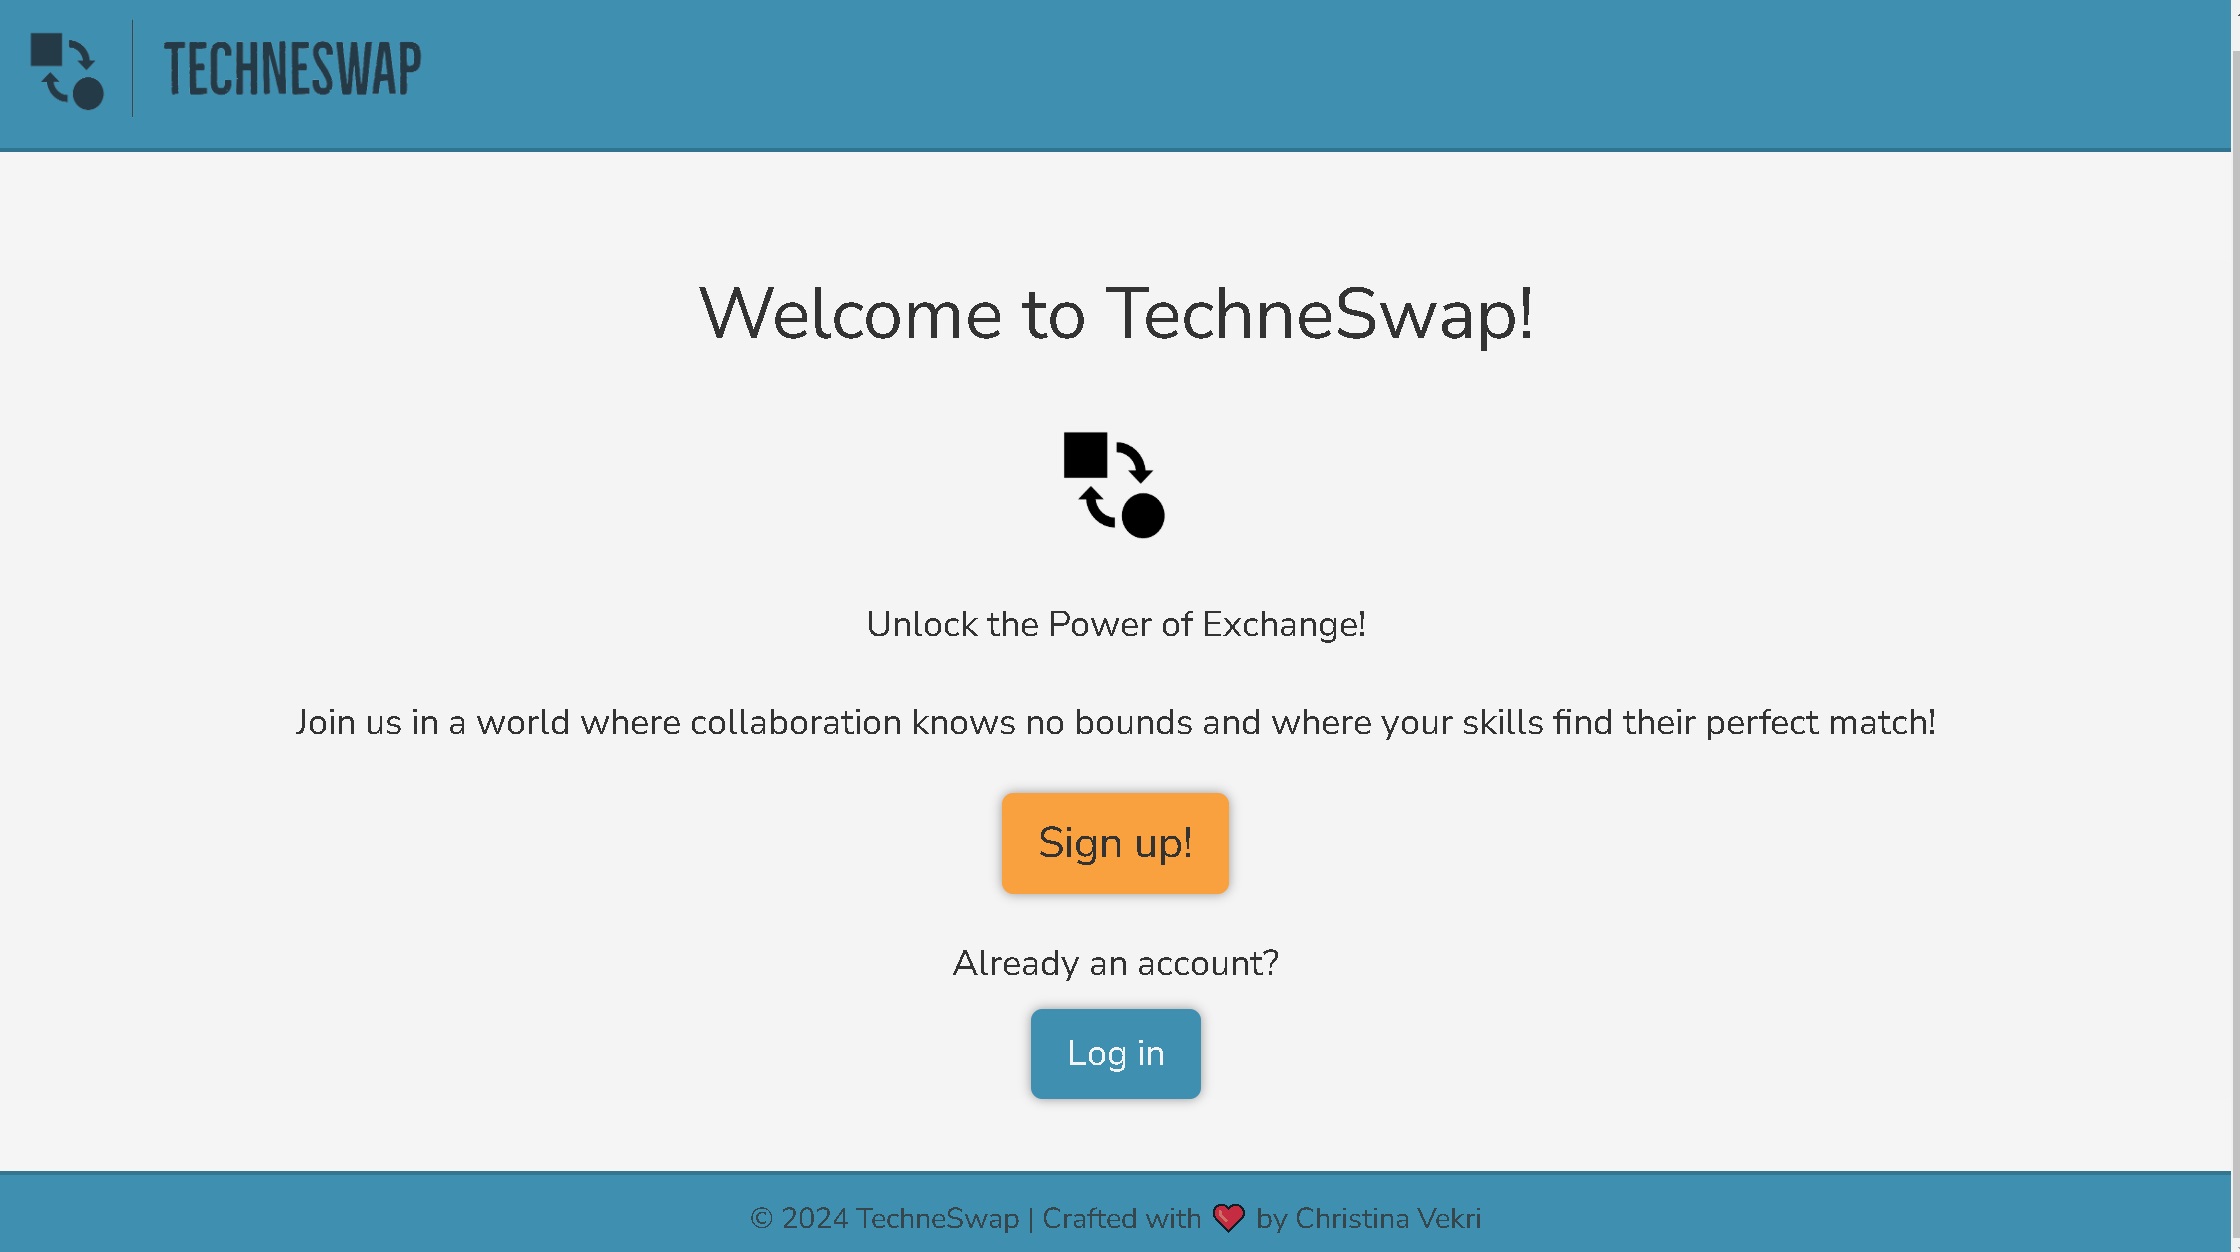 TECHNESWAP
Welcome to TechneSwap!
Unlock the Power of Exchange!
Join us in a world where collaboration knows no bounds and where your skills find their perfect match!
Sign up!
Already an account?
Log in
© 2024 TechneSwap | Crafted with ❤️ by Christina Vekri